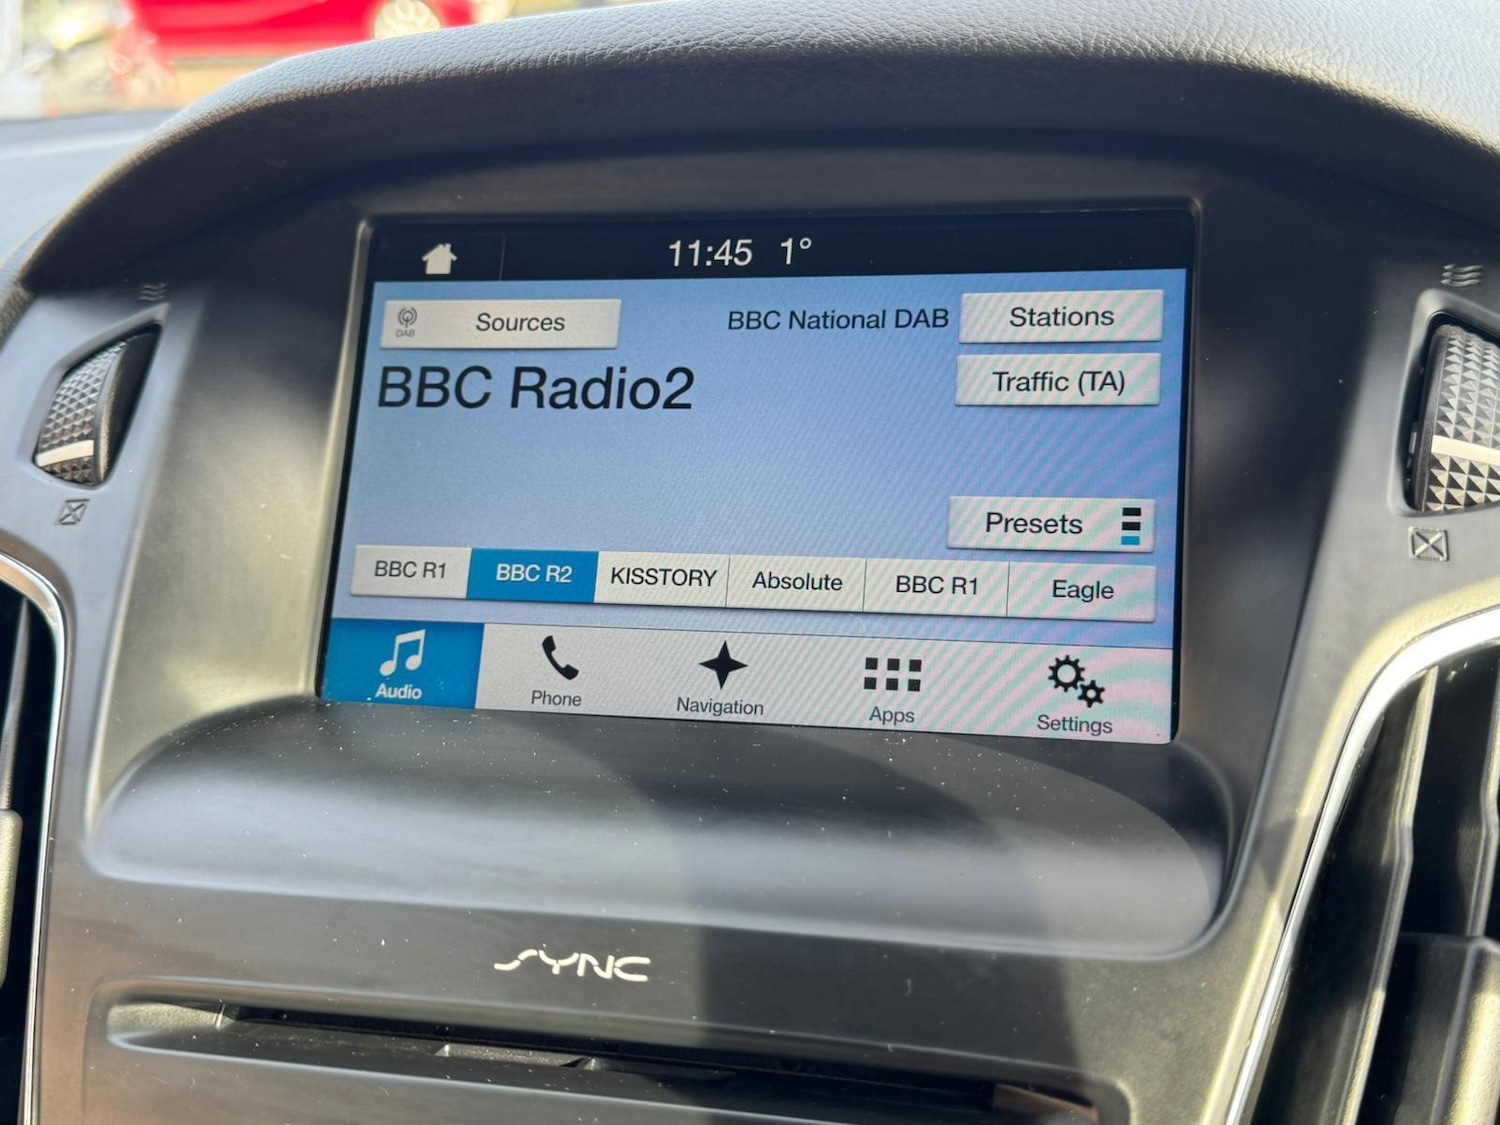 11:45 1°
DAB
Sources
BBC National DAB
Stations
BBC Radio2
Traffic (TA)
Presets
BBC R1
BBC R2
KISSTORY
Absolute
BBC R1
Eagle
Audio
Phone
Navigation
Apps
Settings
SYNC